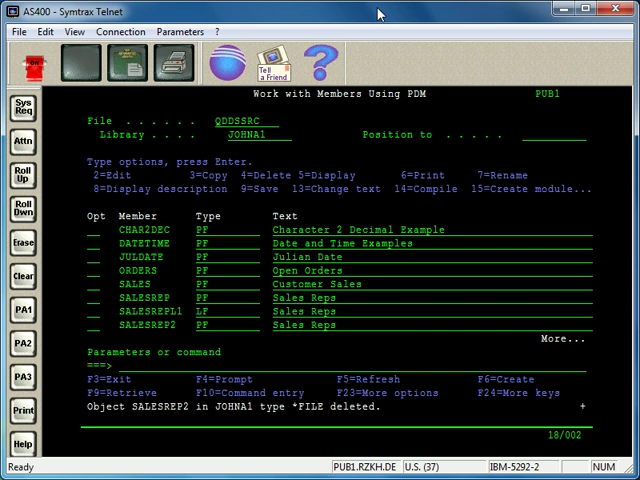 AS400 - Symtrax Telnet
File Edit View Connection Parameters ?
Tell a Friend
Work with Members Using PDM PUB1
File . . . . . . QDDSSRC
Library . . . . JOHNA1 Position to . . . . .
Type options, press Enter.
2=Edit 3=Copy 4=Delete 5=Display 6=Print 7=Rename
8=Display description 9=Save 13=Change text 14=Compile 15=Create module...
Opt Member Type Text
CHAR2DEC PF Character 2 Decimal Example
DATETIME PF Date and Time Examples
JULDATE PF Julian Date
ORDERS PF Open Orders
SALES PF Customer Sales
SALESREP PF Sales Reps
SALESREPL1 LF Sales Reps
SALESREP2 PF Sales Reps
More...
Parameters or command
===>
F3=Exit F4=Prompt F5=Refresh F6=Create
F9=Retrieve F10=Command entry F23=More options F24=More keys
Object SALESREP2 in JOHNA1 type *FILE deleted. +
18/002
Sys Req
Attn
Roll Up
Roll Dwn
Erase
Clear
PA1
PA2
PA3
Print
Help
Ready PUB1.RZKH.DE U.S. (37) IBM-5292-2 NUM